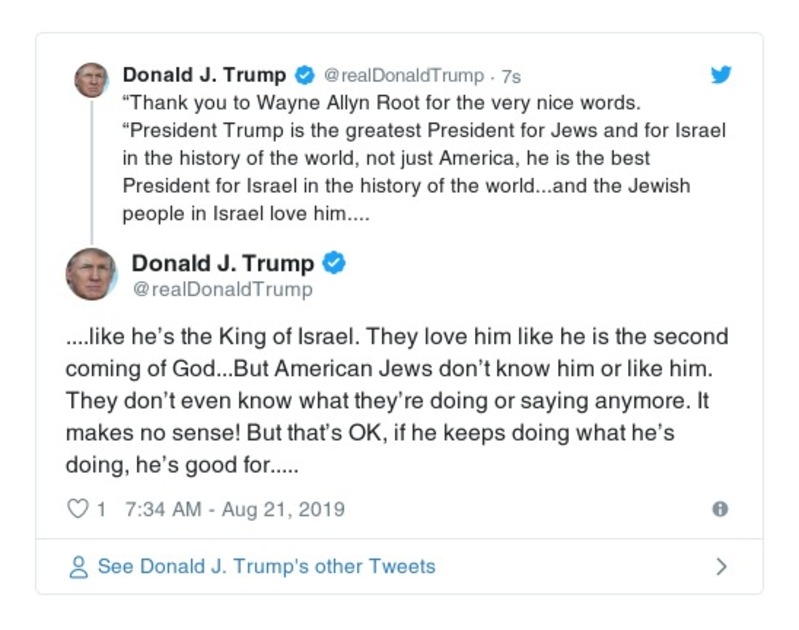 Donald J. Trump @realDonaldTrump · 7s
“Thank you to Wayne Allyn Root for the very nice words.
“President Trump is the greatest President for Jews and for Israel
in the history of the world, not just America, he is the best
President for Israel in the history of the world...and the Jewish
people in Israel love him....
Donald J. Trump
@realDonaldTrump
....like he’s the King of Israel. They love him like he is the second
coming of God...But American Jews don’t know him or like him.
They don’t even know what they’re doing or saying anymore. It
makes no sense! But that’s OK, if he keeps doing what he’s
doing, he’s good for.....
1 7:34 AM - Aug 21, 2019
See Donald J. Trump's other Tweets